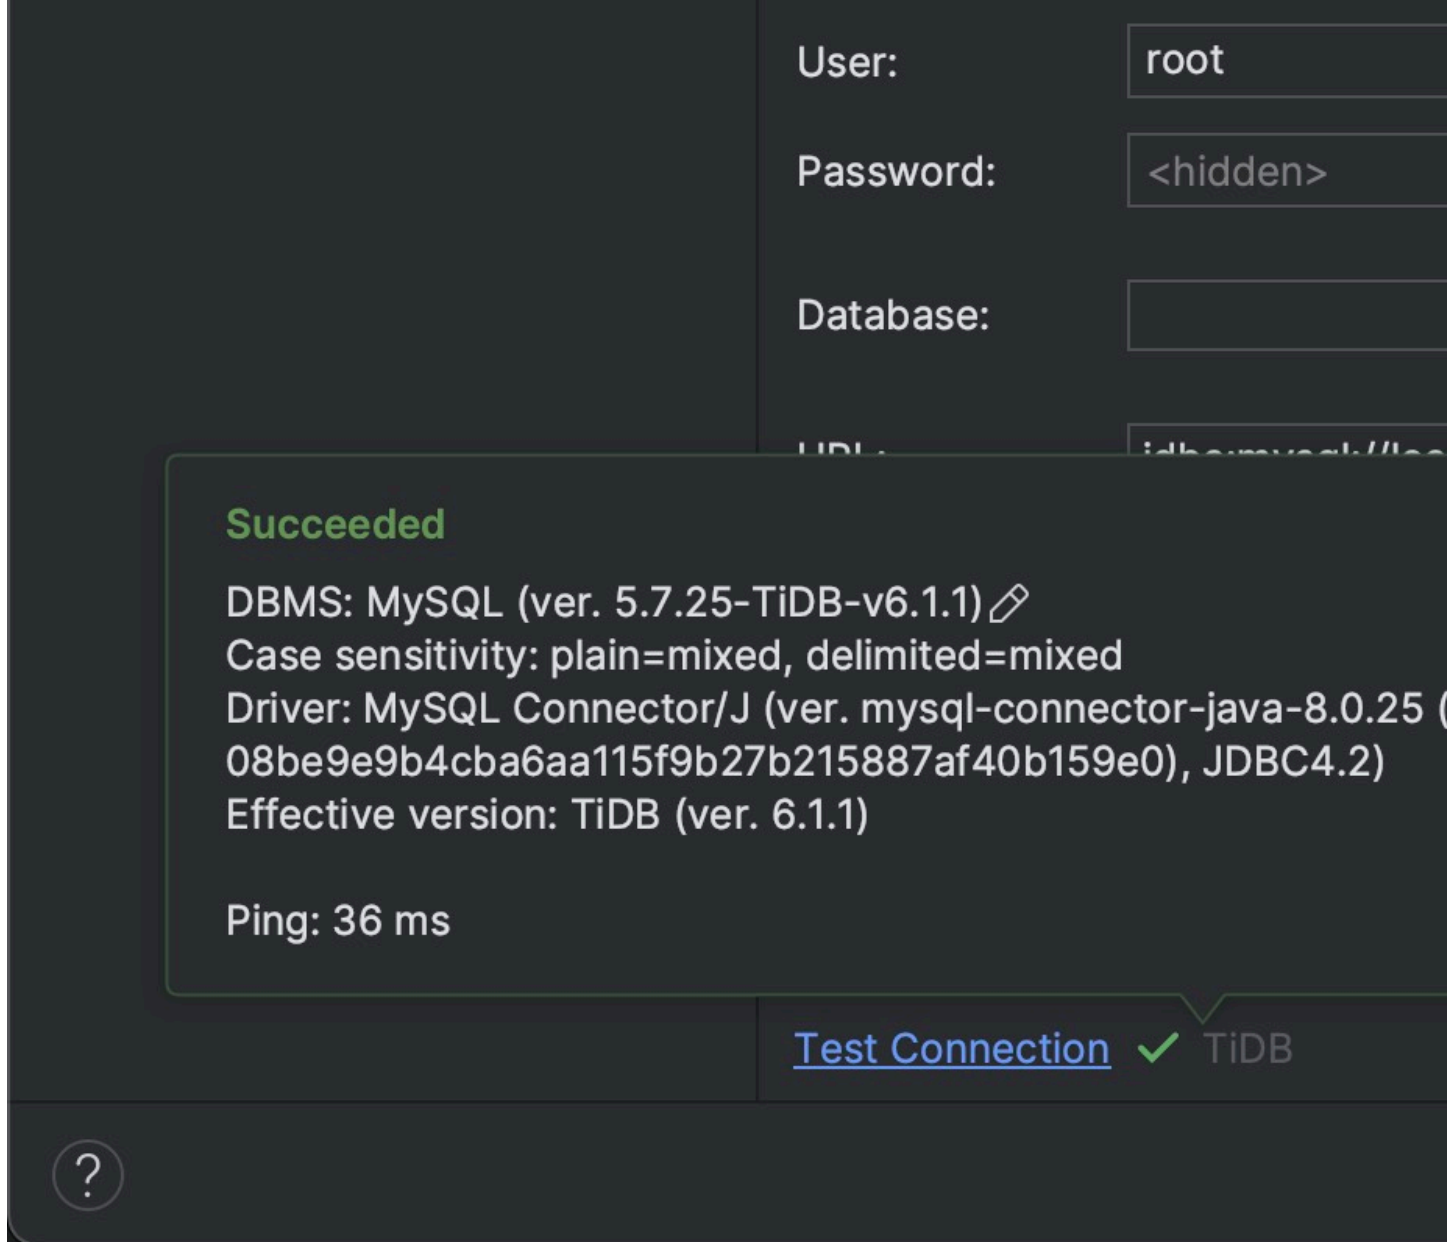 User:
root
Password:
<hidden>
Database:
Succeeded
DBMS: MySQL (ver. 5.7.25-TiDB-v6.1.1)
Case sensitivity: plain=mixed, delimited=mixed
Driver: MySQL Connector/J (ver. mysql-connector-java-8.0.25 (
08be9e9b4cba6aa115f9b27b215887af40b159e0), JDBC4.2)
Effective version: TiDB (ver. 6.1.1)
Ping: 36 ms
Test Connection
TiDB
?